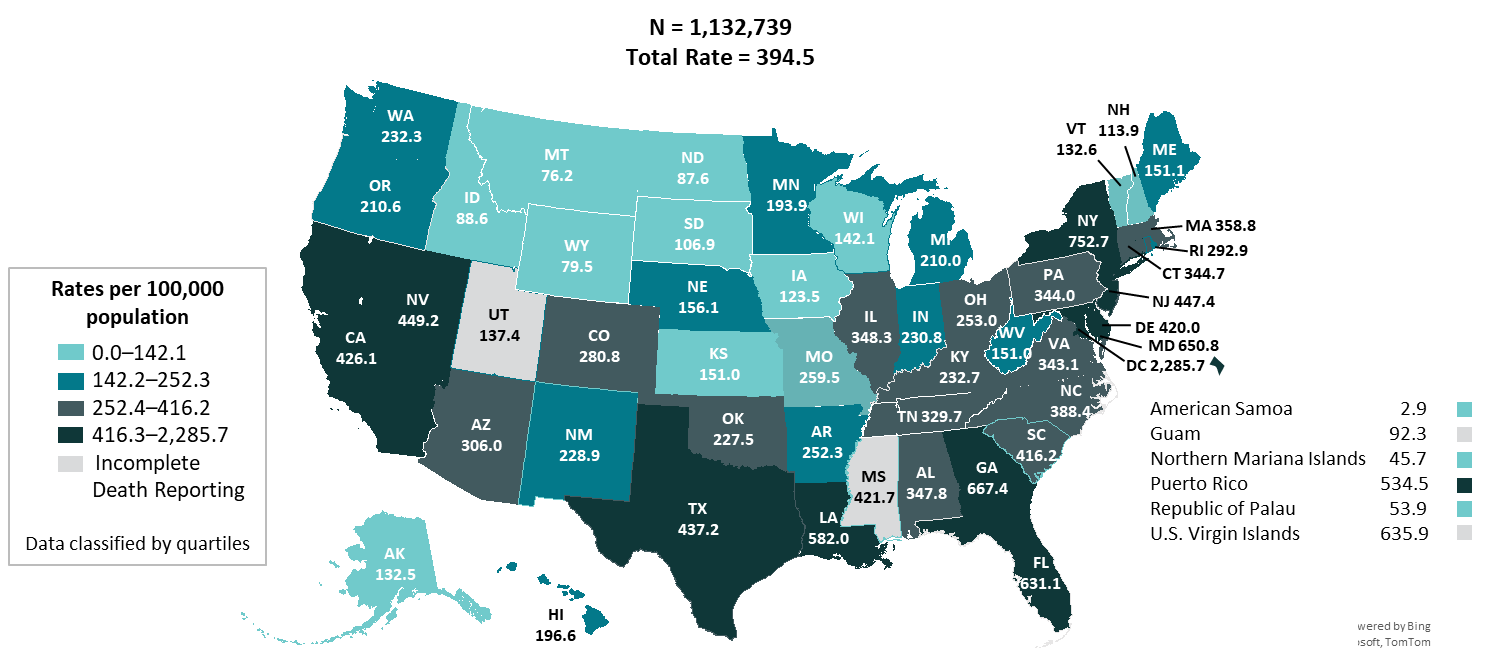 N = 1,132,739
Total Rate = 394.5
WA
232.3
OR
210.6
ID
88.6
MT
76.2
ND
87.6
MN
193.9
WI
142.1
MI
210.0
VT
132.6
NH
113.9
ME
151.1
NY
752.7
MA 358.8
RI 292.9
CT 344.7
NJ 447.4
DE 420.0
MD 650.8
DC 2,285.7
WY
79.5
SD
106.9
IA
123.5
NE
156.1
PA
344.0
OH
253.0
IN
230.8
IL
348.3
WV
151.0
VA
343.1
KY
232.7
NC
388.4
TN 329.7
SC
416.2
NV
449.2
CA
426.1
UT
137.4
CO
280.8
KS
151.0
MO
259.5
AZ
306.0
NM
228.9
OK
227.5
AR
252.3
MS
421.7
AL
347.8
GA
667.4
TX
437.2
LA
582.0
FL
631.1
AK
132.5
HI
196.6
Rates per 100,000
population
0.0–142.1
142.2–252.3
252.4–416.2
416.3–2,285.7
Incomplete
Death Reporting
Data classified by quartiles
American Samoa 2.9
Guam 92.3
Northern Mariana Islands 45.7
Puerto Rico 534.5
Republic of Palau 53.9
U.S. Virgin Islands 635.9
wered by Bing
soft, TomTom